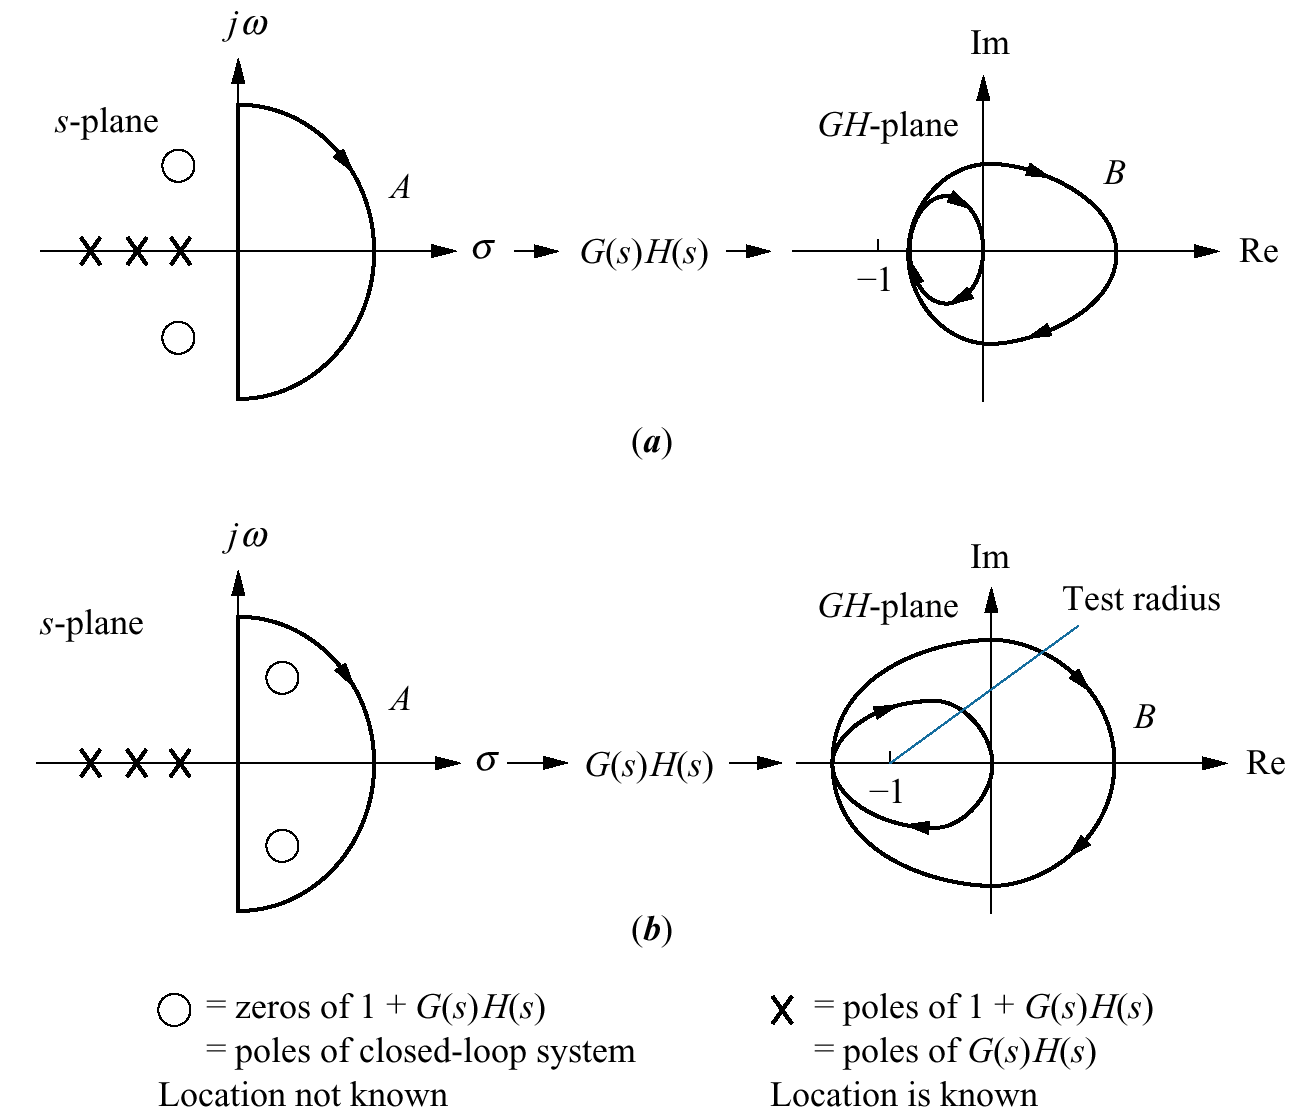 jω
Im
s-plane
GH-plane
A
B
σ
G(s)H(s)
Re
−1
(a)
jω
Im
s-plane
GH-plane
Test radius
A
B
σ
G(s)H(s)
Re
−1
(b)
= zeros of 1 + G(s)H(s)
= poles of closed-loop system
Location not known
= poles of 1 + G(s)H(s)
= poles of G(s)H(s)
Location is known